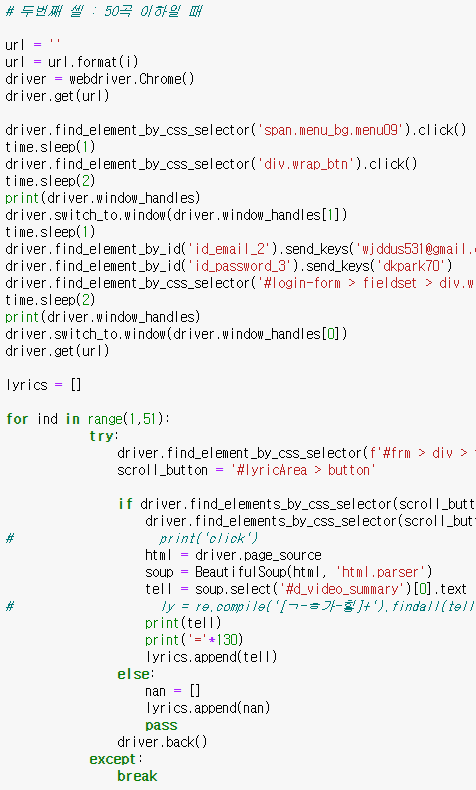 # 두번째 셀 : 50곡 이하일 때
url = ''
url = url.format(i)
driver = webdriver.Chrome()
driver.get(url)
driver.find_element_by_css_selector('span.menu_bg.menu09').click()
time.sleep(1)
driver.find_element_by_css_selector('div.wrap_btn').click()
time.sleep(2)
print(driver.window_handles)
driver.switch_to.window(driver.window_handles[1])
time.sleep(1)
driver.find_element_by_id('id_email_2').send_keys('wjddus531@gmail.c
driver.find_element_by_id('id_password_3').send_keys('dkpark70')
driver.find_element_by_css_selector('#login-form > fieldset > div.w
time.sleep(2)
print(driver.window_handles)
driver.switch_to.window(driver.window_handles[0])
driver.get(url)
lyrics = []
for ind in range(1,51):
try:
driver.find_element_by_css_selector(f'#frm > div >
scroll_button = '#lyricArea > button'
if driver.find_elements_by_css_selector(scroll_butt
driver.find_elements_by_css_selector(scroll_but
# print('click')
html = driver.page_source
soup = BeautifulSoup(html, 'html.parser')
tell = soup.select('#d_video_summary')[0].text
# ly = re.compile('[ㄱ-ㅎ가-힣]+').findall(tell
print(tell)
print('='*130)
lyrics.append(tell)
else:
nan = []
lyrics.append(nan)
pass
driver.back()
except:
break